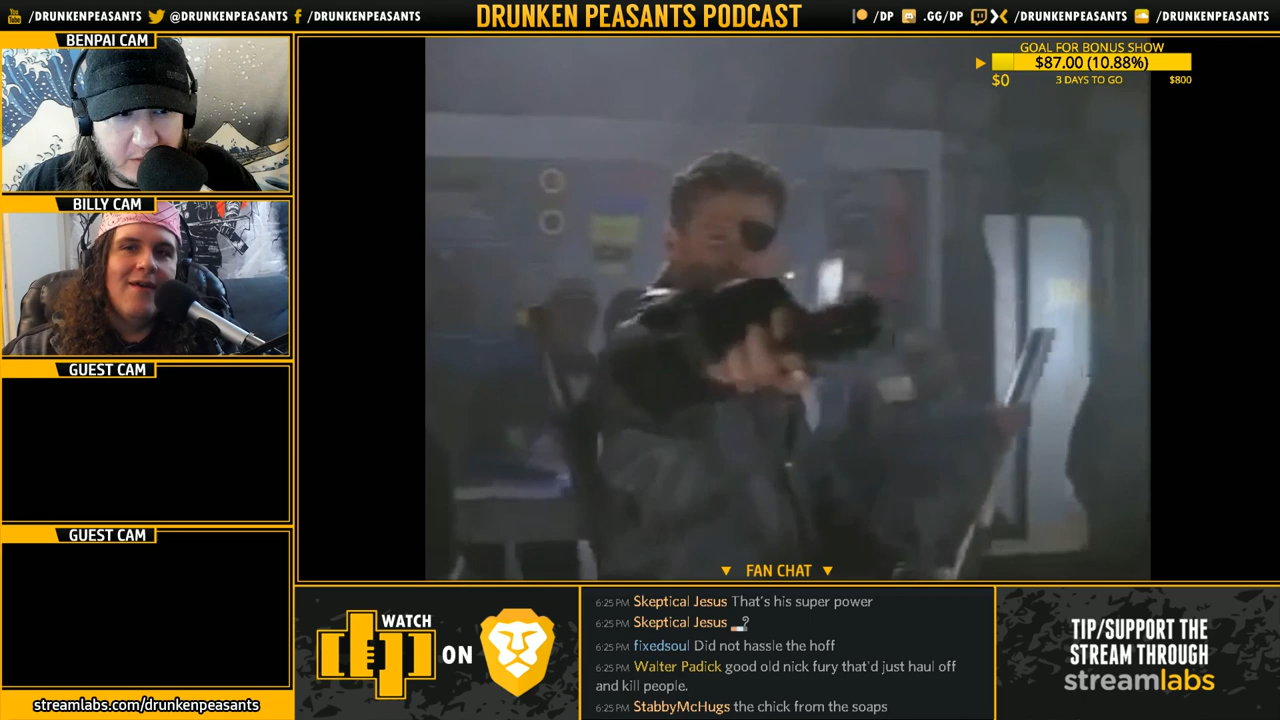 /DRUNKENPEASANTS @DRUNKENPEASANTS /DRUNKENPEASANTS
DRUNKEN PEASANTS PODCAST
/DP .GG/DP /DRUNKENPEASANTS /DRUNKENPEASANTS
BENPAI CAM
GOAL FOR BONUS SHOW
$87.00 (10.88%)
$0 3 DAYS TO GO $800
BILLY CAM
GUEST CAM
GUEST CAM
streamlabs.com/drunkenpeasants
WATCH
ON
FAN CHAT
6:25 PM Skeptical Jesus That's his super power
6:25 PM Skeptical Jesus
6:25 PM fixedsoul Did not hassle the hoff
6:25 PM Walter Padick good old nick fury that'd just haul off
and kill people.
6:25 PM StabbyMcHugs the chick from the soaps
TIP/SUPPORT THE
STREAM THROUGH
streamlabs